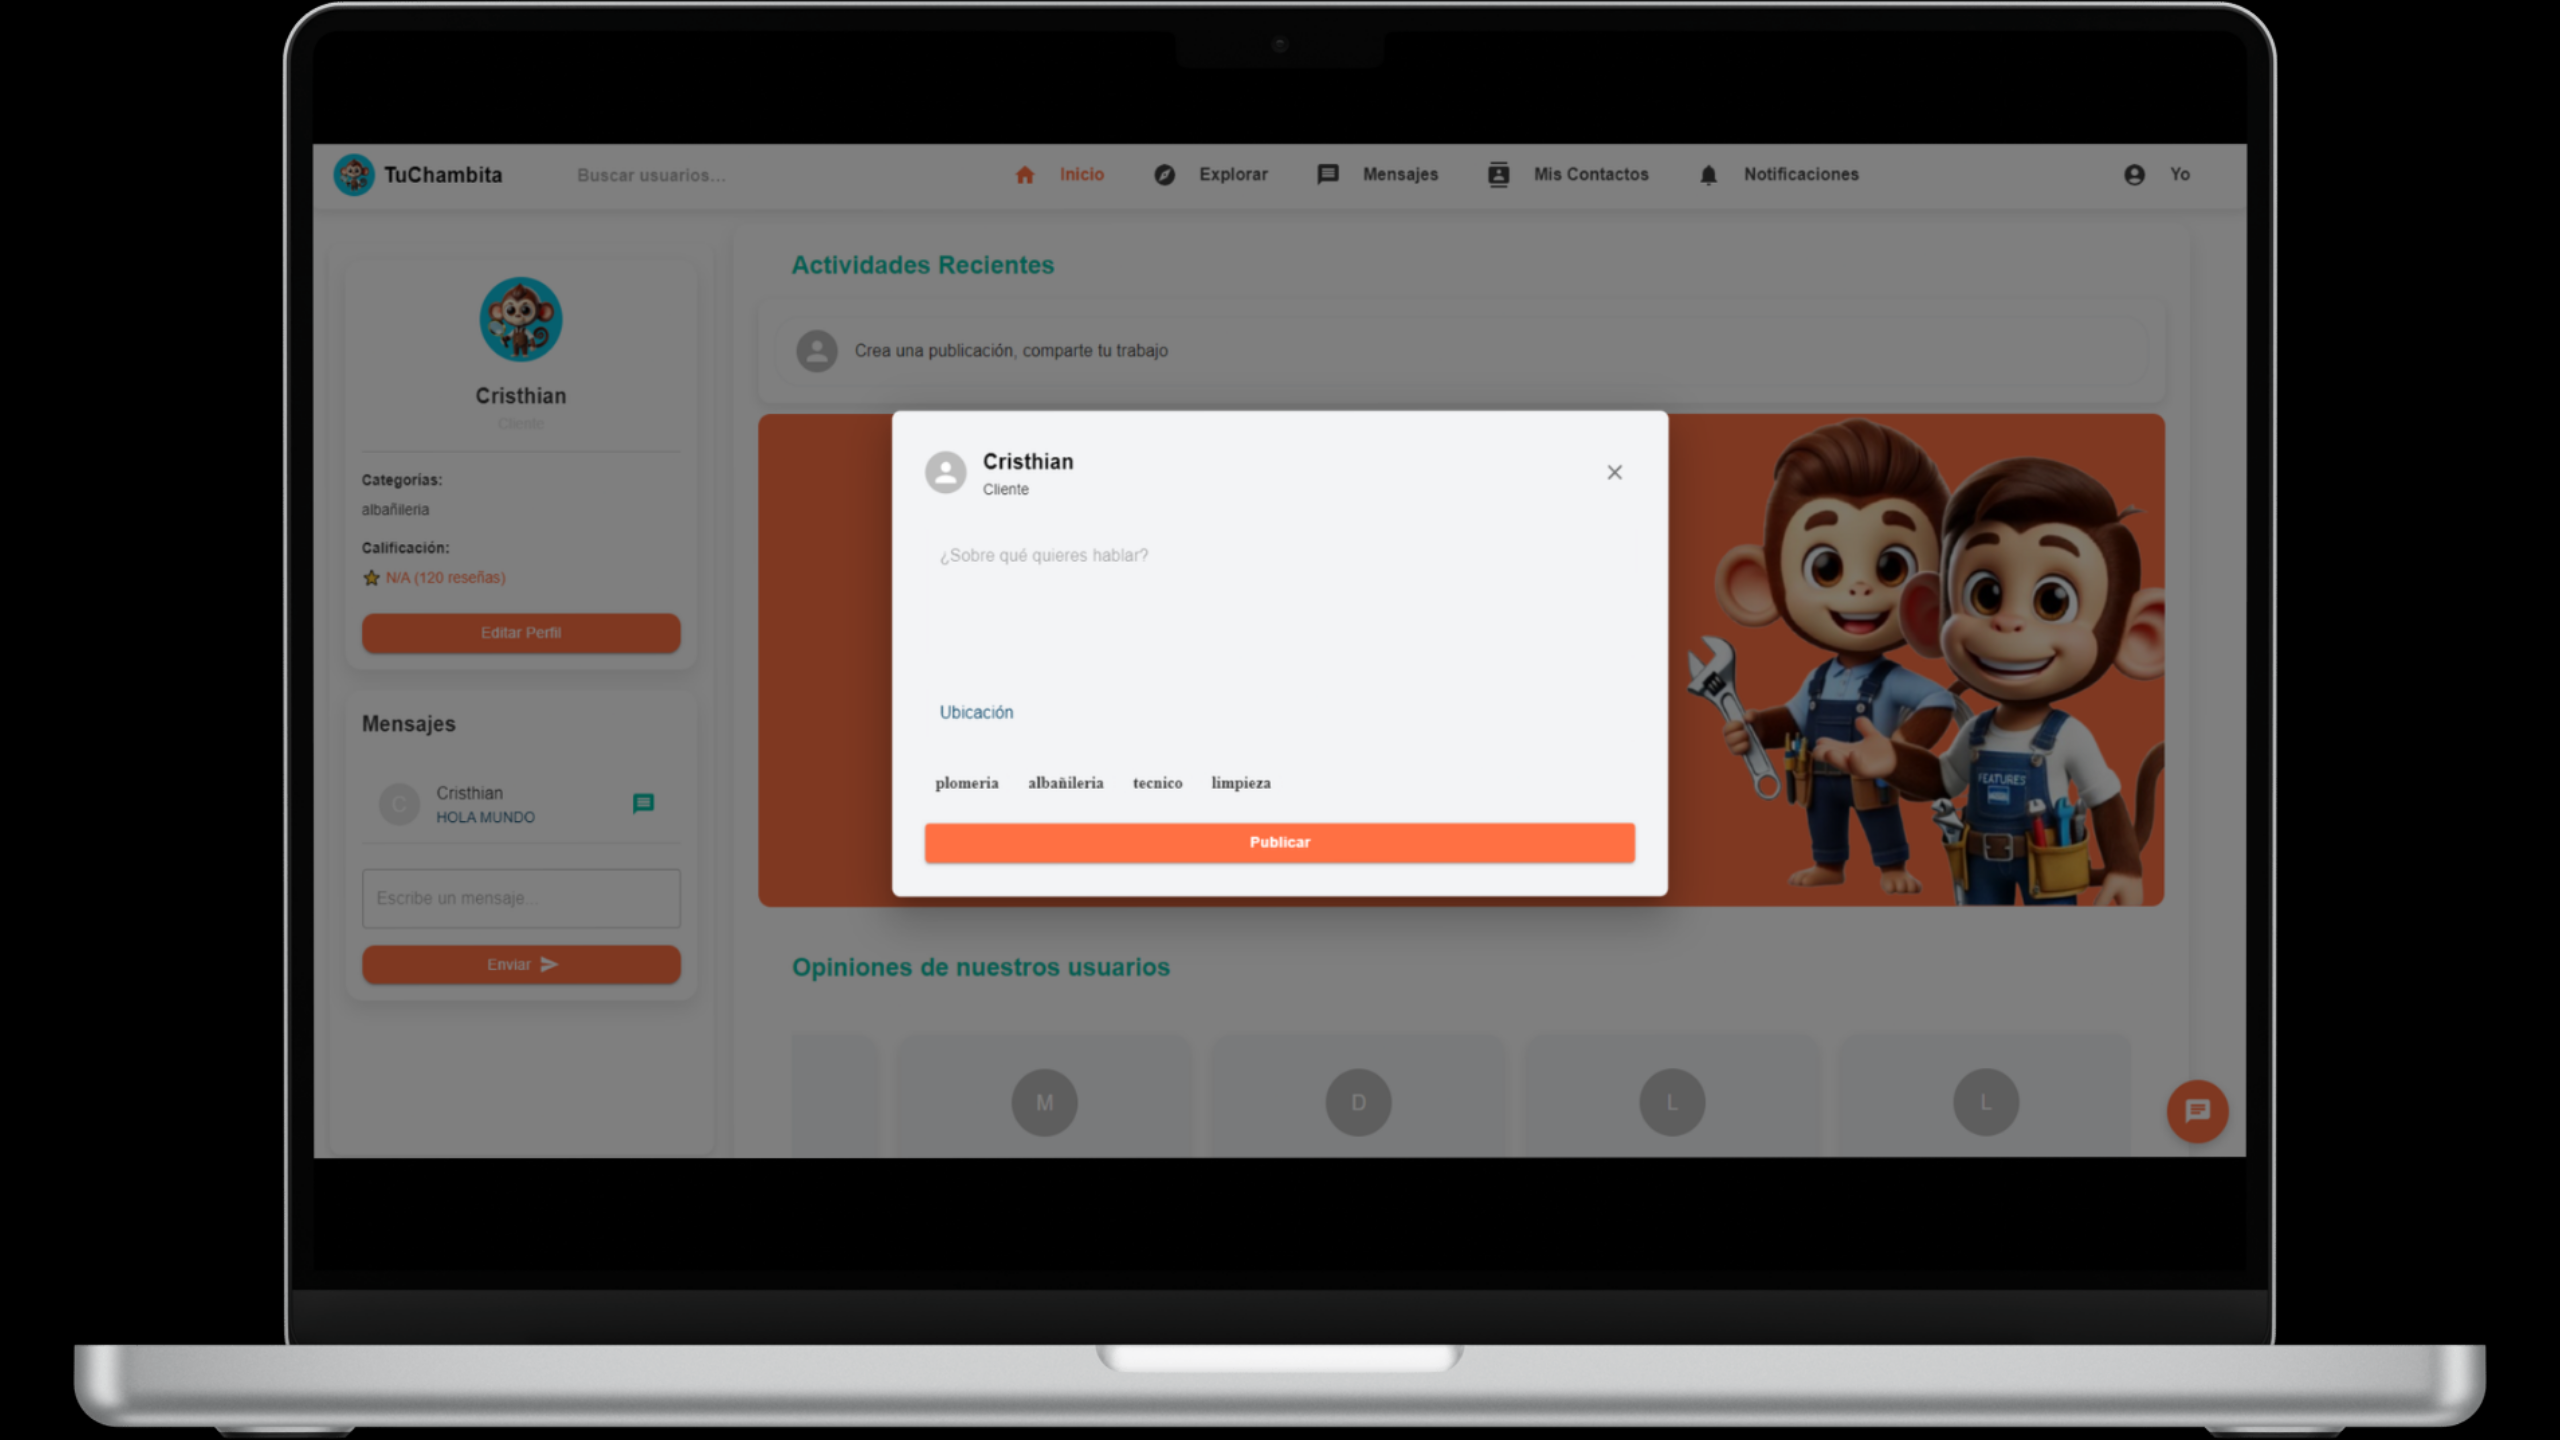 TuChambita
Buscar usuarios...
Inicio
Explorar
Mensajes
Mis Contactos
Notificaciones
Yo
Cristhian
Cliente
Categorías:
albañileria
Calificación:
N/A (120 reseñas)
Editar Perfil
Mensajes
C
Cristhian
HOLA MUNDO
Escribe un mensaje...
Enviar
Actividades Recientes
Crea una publicación, comparte tu trabajo
Cristhian
Cliente
¿Sobre qué quieres hablar?
Ubicación
plomeria albañileria tecnico limpieza
Publicar
FEATURES
Opiniones de nuestros usuarios
M
D
L
L